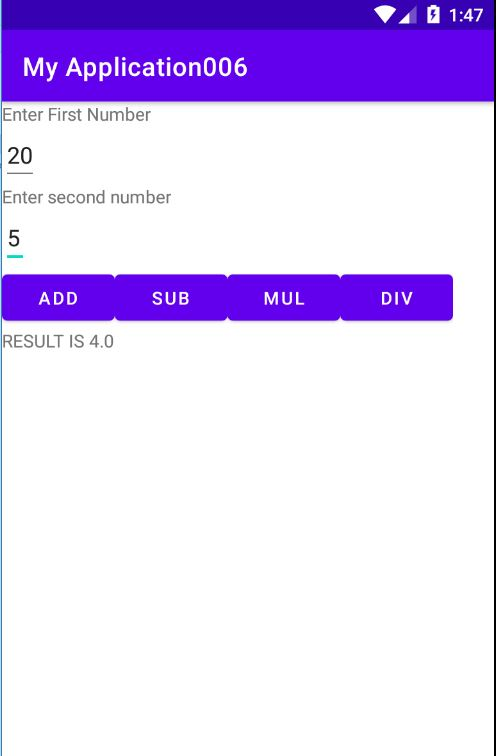 1:47
My Application006
Enter First Number
20
Enter second number
5
ADD SUB MUL DIV
RESULT IS 4.0